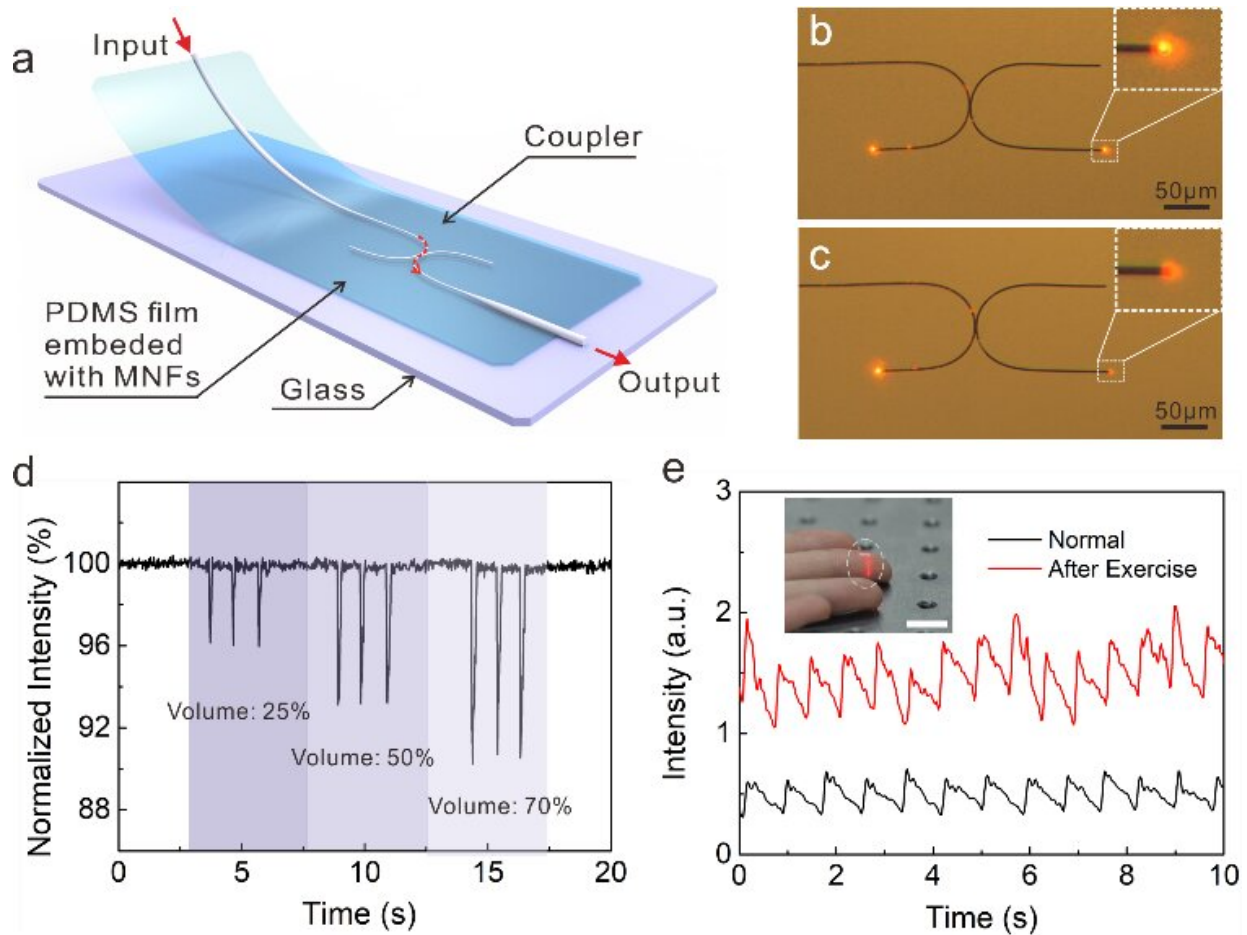 a
Input
Coupler
PDMS film
embeded
with MNFs
Glass
Output
b
50μm
c
50μm
d
Normalized Intensity (%)
100
96
92
88
Volume: 25%
Volume: 50%
Volume: 70%
0
5
10
15
20
Time (s)
e
Intensity (a.u.)
3
2
1
0
Normal
After Exercise
0
2
4
6
8
10
Time (s)